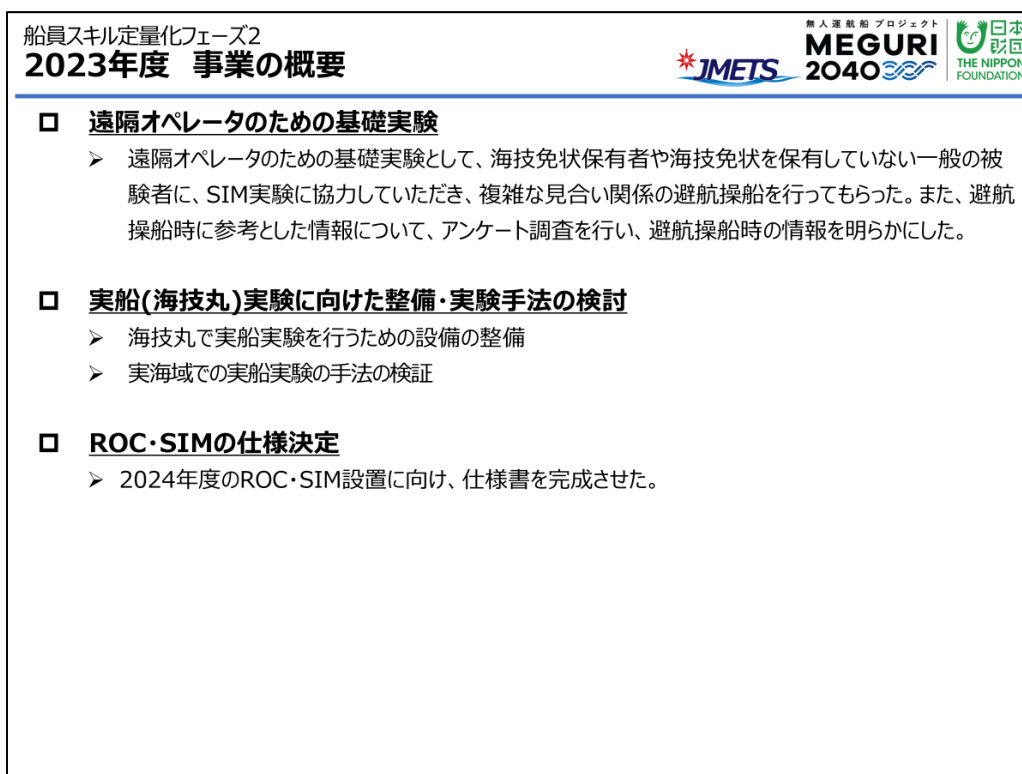 船員スキル定量化フェーズ2
2023年度 事業の概要
JMETS
無人運航船 プロジェクト
MEGURI
2040
日本
財団
THE NIPPON
FOUNDATION
遠隔オペレータのための基礎実験
遠隔オペレータのための基礎実験として、海技免状保有者や海技免状を保有していない一般の被
験者に、SIM実験に協力していただき、複雑な見合い関係の避航操船を行ってもらった。また、避航
操船時に参考とした情報について、アンケート調査を行い、避航操船時の情報を明らかにした。
実船(海技丸)実験に向けた整備・実験手法の検討
海技丸で実船実験を行うための設備の整備
実海域での実船実験の手法の検証
ROC・SIMの仕様決定
2024年度のROC・SIM設置に向け、仕様書を完成させた。